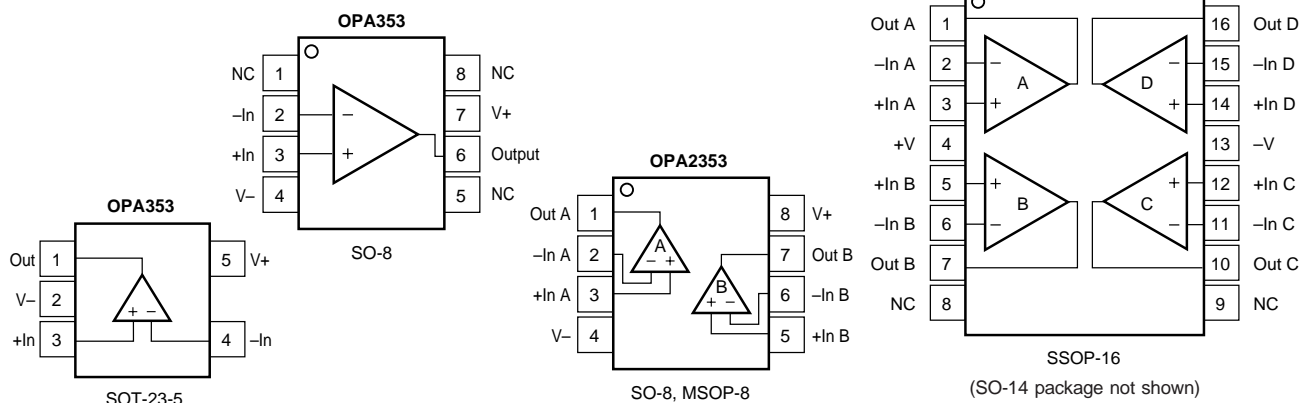 OPA353
NC 1 8 NC
–In 2 – 7 V+
+In 3 + 6 Output
V– 4 5 NC
SO-8
OPA353
Out 1 5 V+
V– 2
+In 3 + – 4 –In
SOT-23-5
OPA2353
Out A 1 8 V+
–In A 2 A – + 7 Out B
+In A 3 B + – 6 –In B
V– 4 5 +In B
SO-8, MSOP-8
Out A 1 16 Out D
–In A 2 – – 15 –In D
A D
+In A 3 + + 14 +In D
+V 4 13 –V
+In B 5 + + 12 +In C
B C
–In B 6 – – 11 –In C
Out B 7 10 Out C
NC 8 9 NC
SSOP-16
(SO-14 package not shown)